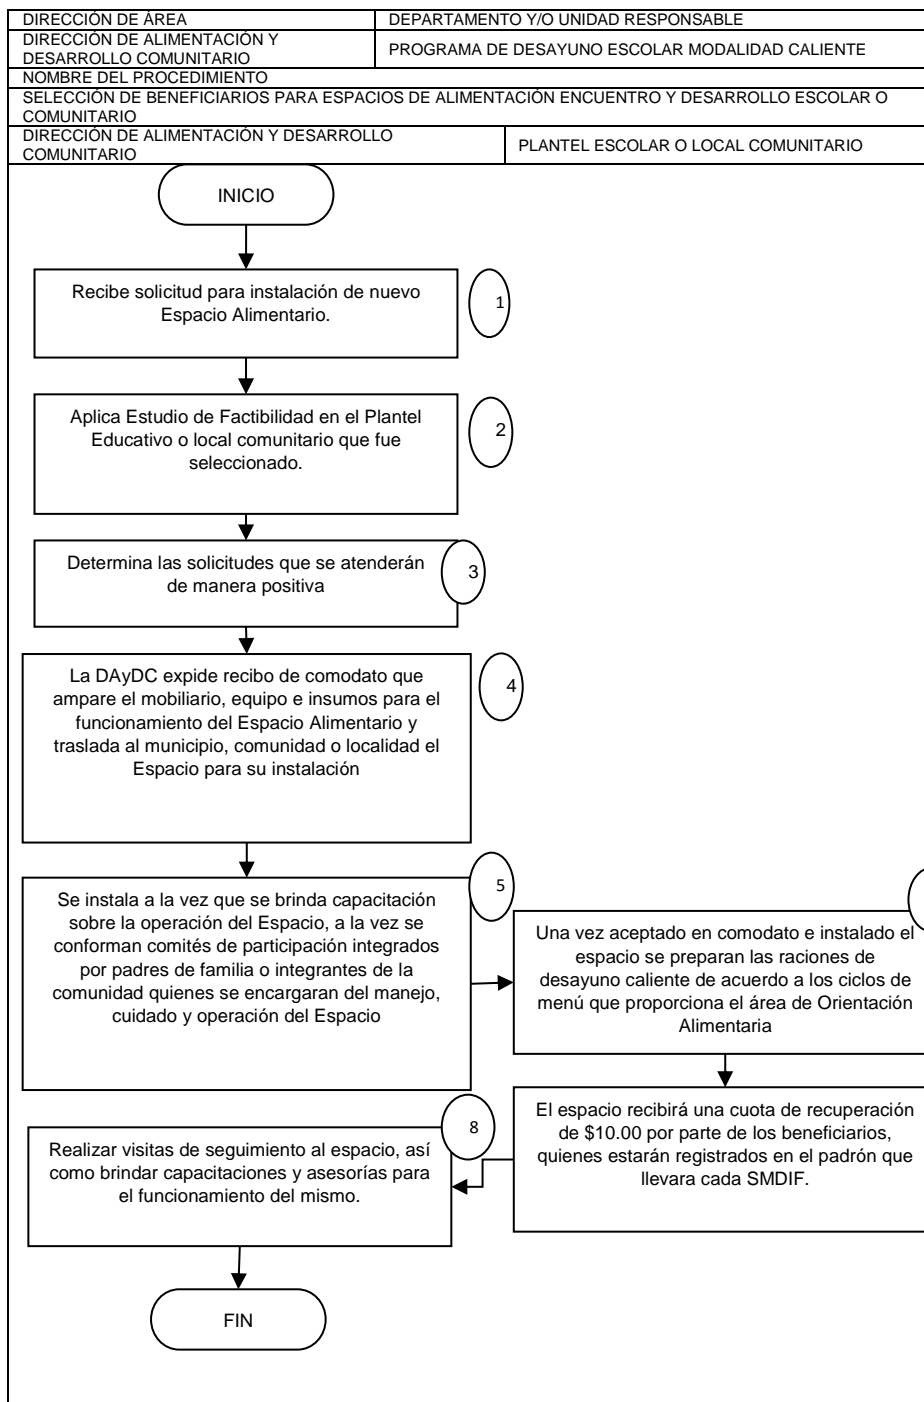 DIRECCIÓN DE ÁREA
DEPARTAMENTO Y/O UNIDAD RESPONSABLE
DIRECCIÓN DE ALIMENTACIÓN Y
DESARROLLO COMUNITARIO
PROGRAMA DE DESAYUNO ESCOLAR MODALIDAD CALIENTE
NOMBRE DEL PROCEDIMIENTO
SELECCIÓN DE BENEFICIARIOS PARA ESPACIOS DE ALIMENTACIÓN ENCUENTRO Y DESARROLLO ESCOLAR O
COMUNITARIO
DIRECCIÓN DE ALIMENTACIÓN Y DESARROLLO
COMUNITARIO
PLANTEL ESCOLAR O LOCAL COMUNITARIO
INICIO
Recibe solicitud para instalación de nuevo
Espacio Alimentario.
1
Aplica Estudio de Factibilidad en el Plantel
Educativo o local comunitario que fue
seleccionado.
2
Determina las solicitudes que se atenderán
de manera positiva
3
La DAyDC expide recibo de comodato que
ampare el mobiliario, equipo e insumos para el
funcionamiento del Espacio Alimentario y
traslada al municipio, comunidad o localidad el
Espacio para su instalación
4
Se instala a la vez que se brinda capacitación
sobre la operación del Espacio, a la vez se
conforman comités de participación integrados
por padres de familia o integrantes de la
comunidad quienes se encargaran del manejo,
cuidado y operación del Espacio
5
Una vez aceptado en comodato e instalado el
espacio se preparan las raciones de
desayuno caliente de acuerdo a los ciclos de
menú que proporciona el área de Orientación
Alimentaria
El espacio recibirá una cuota de recuperación
de $10.00 por parte de los beneficiarios,
quienes estarán registrados en el padrón que
llevara cada SMDIF.
8
Realizar visitas de seguimiento al espacio, así
como brindar capacitaciones y asesorías para
el funcionamiento del mismo.
FIN